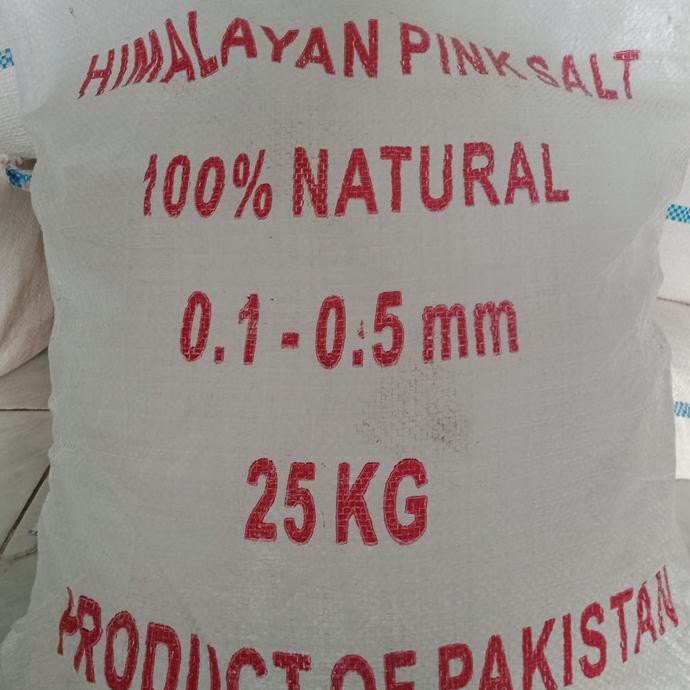 HIMALAYAN PINK SALT
100% NATURAL
0.1 - 0.5 mm
25 KG
PRODUCT OF PAKISTAN